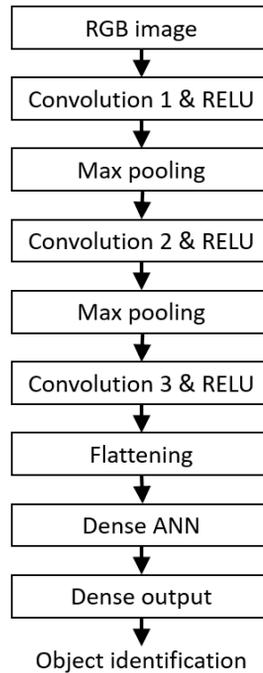 RGB image
Convolution 1 & RELU
Max pooling
Convolution 2 & RELU
Max pooling
Convolution 3 & RELU
Flattening
Dense ANN
Dense output
Object identification